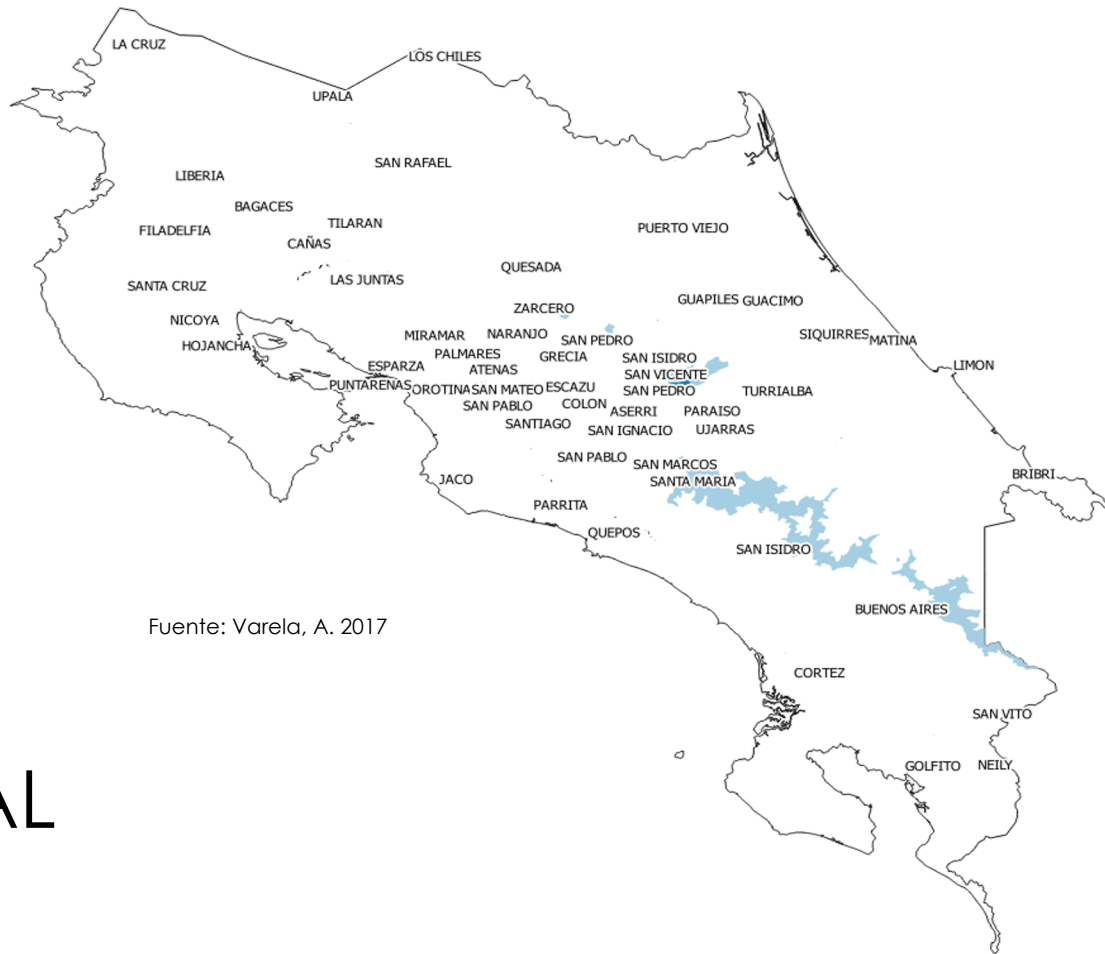 LA CRUZ
LOS CHILES
UPALA
SAN RAFAEL
LIBERIA
BAGACES
TILARAN
FILADELFIA
PUERTO VIEJO
CAÑAS
QUESADA
LAS JUNTAS
SANTA CRUZ
GUAPILES GUACIMO
ZARCERO
NICOYA
MIRAMAR
NARANJO
SAN PEDRO
SIQUIRRES
MATINA
HOJANCHA
PALMARES
GRECIA
SAN ISIDRO
ESPARZA
ATENAS
SAN VICENTE
LIMON
PUNTARENAS
OROTINA
SAN MATEO
ESCAZU
SAN PEDRO
TURRIALBA
SAN PABLO
COLON
ASERRI
PARAISO
SANTIAGO
SAN IGNACIO
UJARRAS
SAN PABLO
SAN MARCOS
JACO
SANTA MARIA
BRIBRI
PARRITA
QUEPOS
SAN ISIDRO
BUENOS AIRES
Fuente: Varela, A. 2017
CORTEZ
SAN VITO
GOLFITO
NEILY
AL